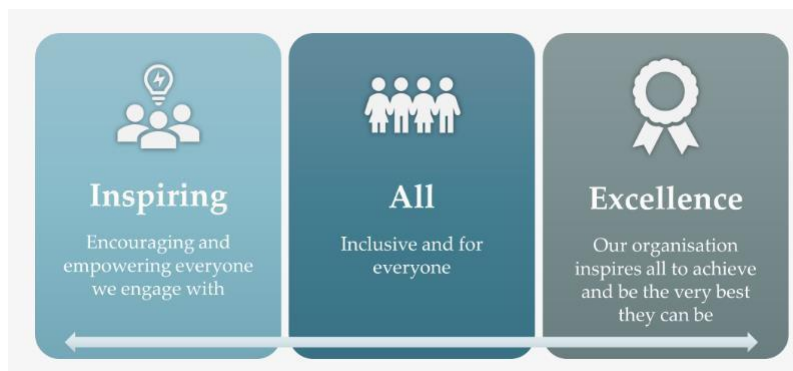 Inspiring
Encouraging and
empowering everyone
we engage with
All
Inclusive and for
everyone
Excellence
Our organisation
inspires all to achieve
and be the very best
they can be